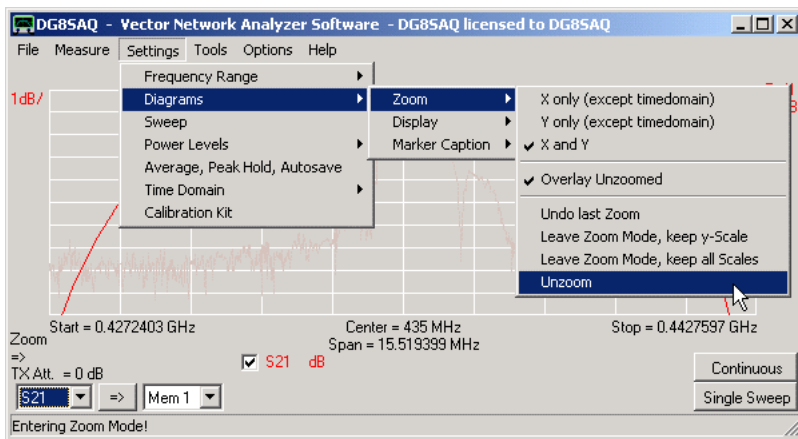 DG8SAQ - Vector Network Analyzer Software - DG8SAQ licensed to DG8SAQ
File Measure Settings Tools Options Help
1dB/
Frequency Range
Diagrams
Sweep
Power Levels
Average, Peak Hold, Autosave
Time Domain
Calibration Kit
Zoom
Display
Marker Caption
X only (except timedomain)
Y only (except timedomain)
X and Y
Overlay Unzoomed
Undo last Zoom
Leave Zoom Mode, keep y-Scale
Leave Zoom Mode, keep all Scales
Unzoom
Start = 0.4272403 GHz Center = 435 MHz Stop = 0.4427597 GHz
Span = 15.519399 MHz
Zoom
=>
TX Att. = 0 dB
S21 dB
Continuous
S21 => Mem 1 Single Sweep
Entering Zoom Mode!